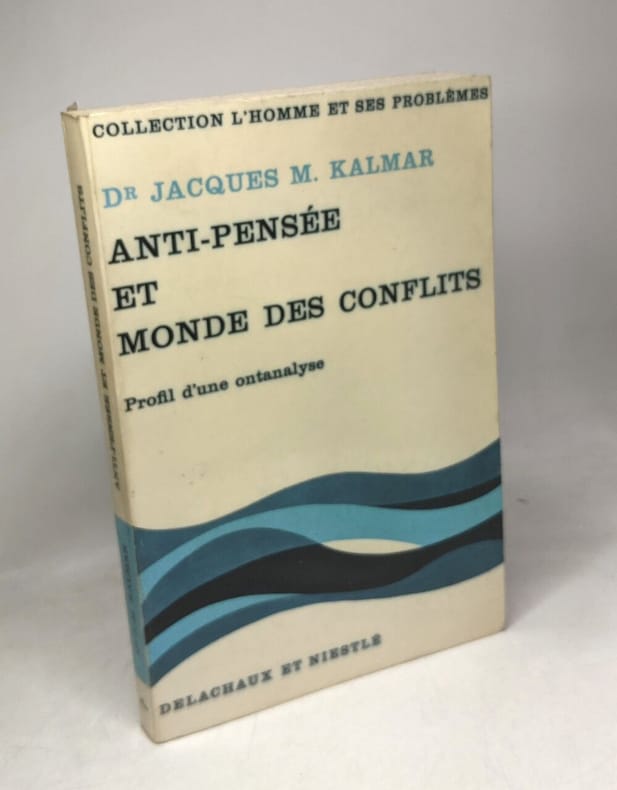 COLLECTION L'HOMME ET SES PROBLÈMES
DR JACQUES M. KALMAR
ANTI-PENSÉE
ET
MONDE DES CONFLITS
Profil d'une ontanalyse
DELACHAUX ET NIESTLÉ
ANTI-PENSÉE ET MONDE DES CONFLITS